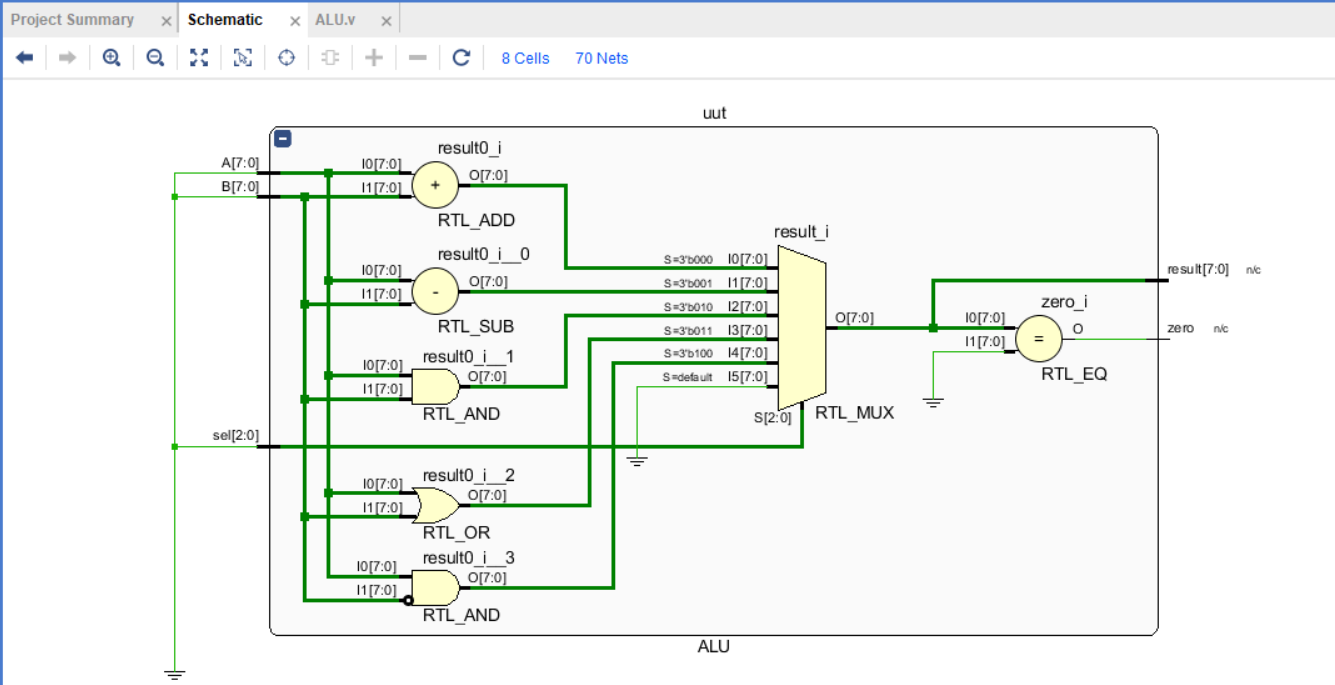 Project Summary × Schematic × ALU.v ×
8 Cells 70 Nets
uut
A[7:0]
B[7:0]
sel[2:0]
result0_i
I0[7:0]
I1[7:0]
+
O[7:0]
RTL_ADD
result0_i__0
I0[7:0]
I1[7:0]
-
O[7:0]
RTL_SUB
result0_i__1
I0[7:0]
I1[7:0]
O[7:0]
RTL_AND
result0_i__2
I0[7:0]
I1[7:0]
O[7:0]
RTL_OR
result0_i__3
I0[7:0]
I1[7:0]
O[7:0]
RTL_AND
result_i
S=3'b000 I0[7:0]
S=3'b001 I1[7:0]
S=3'b010 I2[7:0]
S=3'b011 I3[7:0]
S=3'b100 I4[7:0]
S=default I5[7:0]
S[2:0]
O[7:0]
RTL_MUX
zero_i
I0[7:0]
I1[7:0]
=
O
RTL_EQ
result[7:0] n/c
zero n/c
ALU